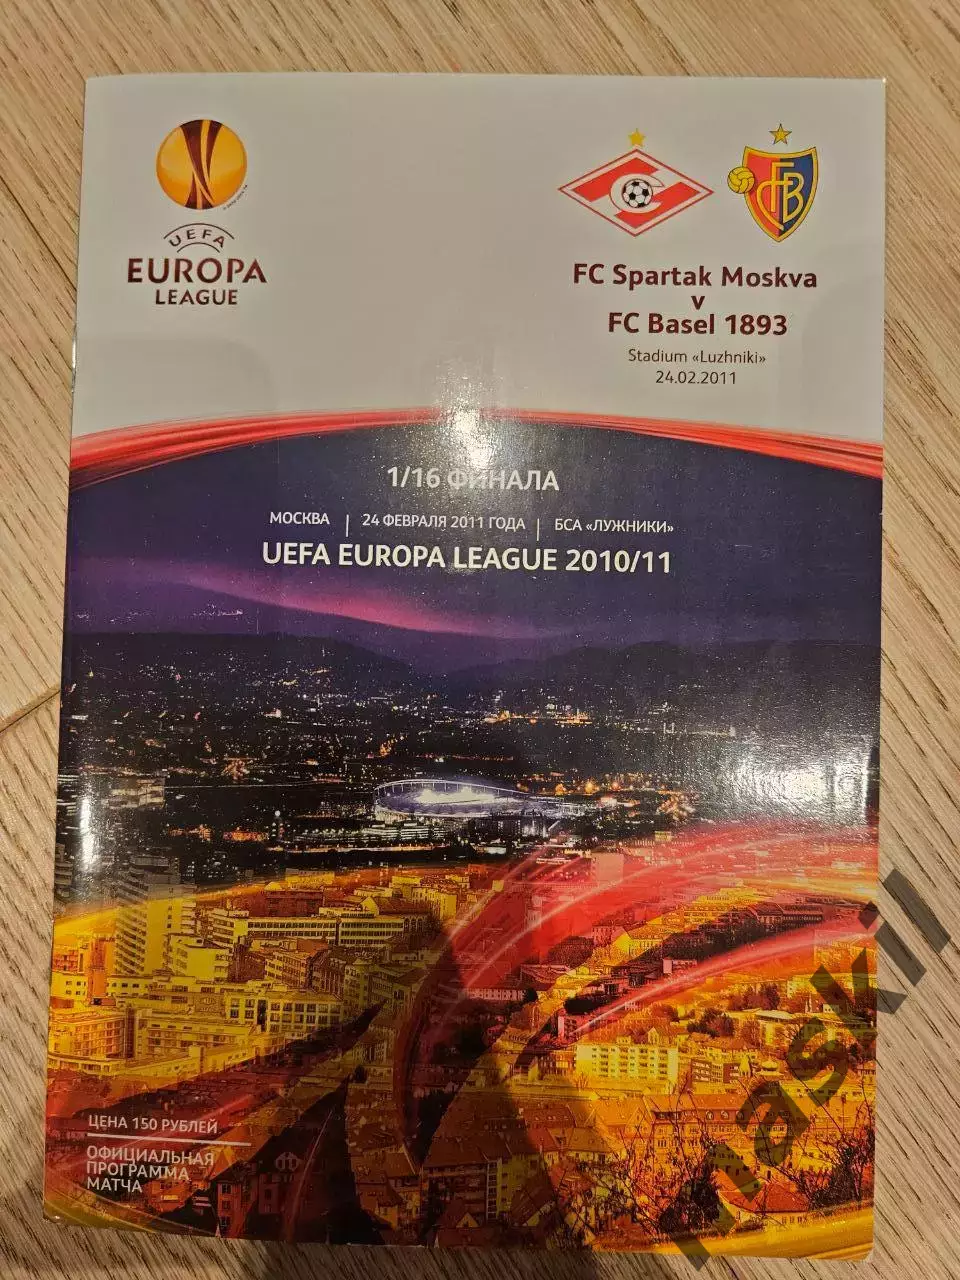 UEFA
EUROPA
LEAGUE
FC Spartak Moskva
v
FC Basel 1893
Stadium «Luzhniki»
24.02.2011
1/16 ФИНАЛА
МОСКВА | 24 ФЕВРАЛЯ 2011 ГОДА | БСА «ЛУЖНИКИ»
UEFA EUROPA LEAGUE 2010/11
ЦЕНА 150 РУБЛЕЙ
ОФИЦИАЛЬНАЯ
ПРОГРАММА
МАТЧА